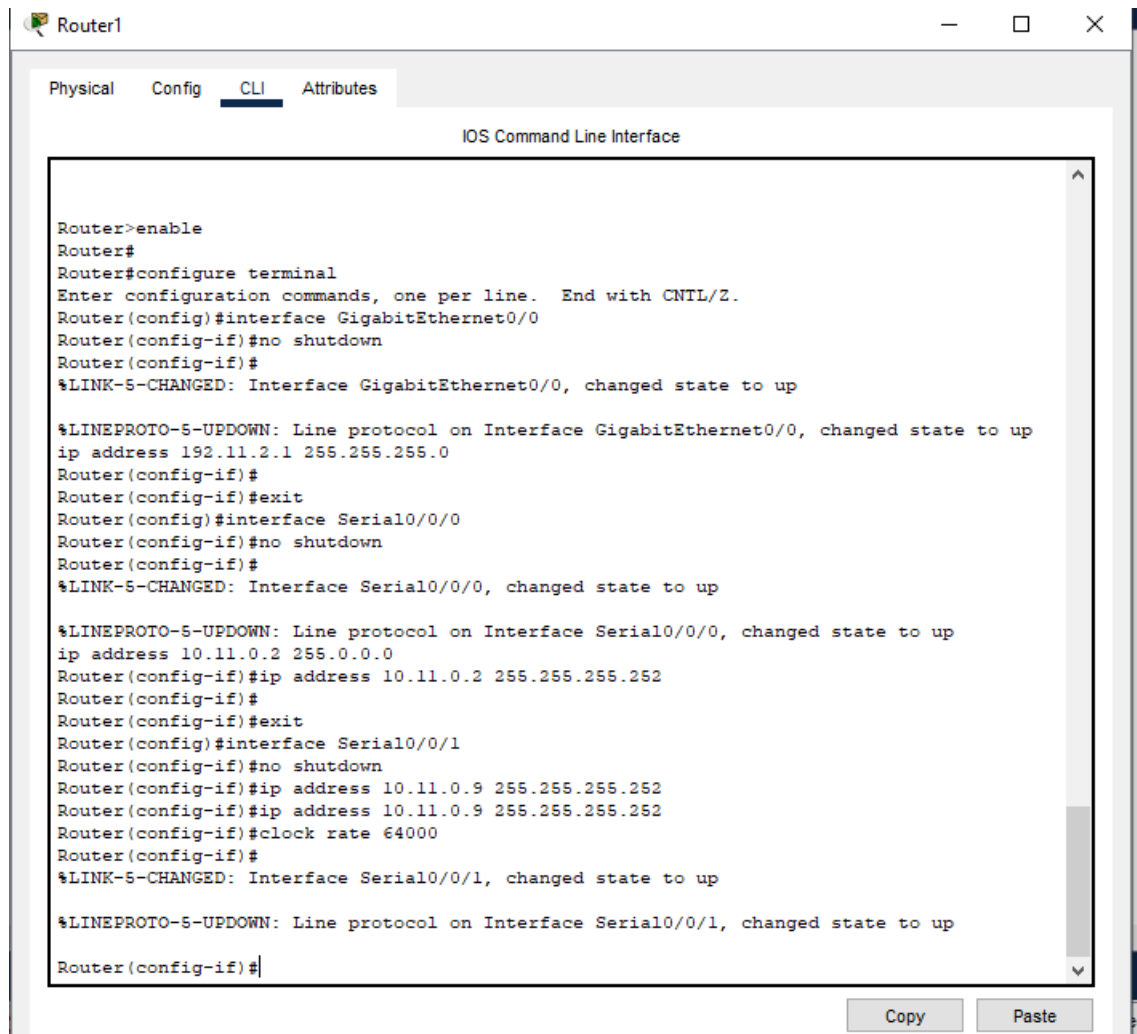 Router1
Physical Config CLI Attributes
IOS Command Line Interface
Router>enable
Router#
Router#configure terminal
Enter configuration commands, one per line.  End with CNTL/Z.
Router(config)#interface GigabitEthernet0/0
Router(config-if)#no shutdown
Router(config-if)#
%LINK-5-CHANGED: Interface GigabitEthernet0/0, changed state to up
%LINEPROTO-5-UPDOWN: Line protocol on Interface GigabitEthernet0/0, changed state to up
ip address 192.11.2.1 255.255.255.0
Router(config-if)#
Router(config-if)#exit
Router(config)#interface Serial0/0/0
Router(config-if)#no shutdown
Router(config-if)#
%LINK-5-CHANGED: Interface Serial0/0/0, changed state to up
%LINEPROTO-5-UPDOWN: Line protocol on Interface Serial0/0/0, changed state to up
ip address 10.11.0.2 255.0.0.0
Router(config-if)#ip address 10.11.0.2 255.255.255.252
Router(config-if)#
Router(config-if)#exit
Router(config)#interface Serial0/0/1
Router(config-if)#no shutdown
Router(config-if)#ip address 10.11.0.9 255.255.255.252
Router(config-if)#ip address 10.11.0.9 255.255.255.252
Router(config-if)#clock rate 64000
Router(config-if)#
%LINK-5-CHANGED: Interface Serial0/0/1, changed state to up
%LINEPROTO-5-UPDOWN: Line protocol on Interface Serial0/0/1, changed state to up
Router(config-if)#
Copy Paste